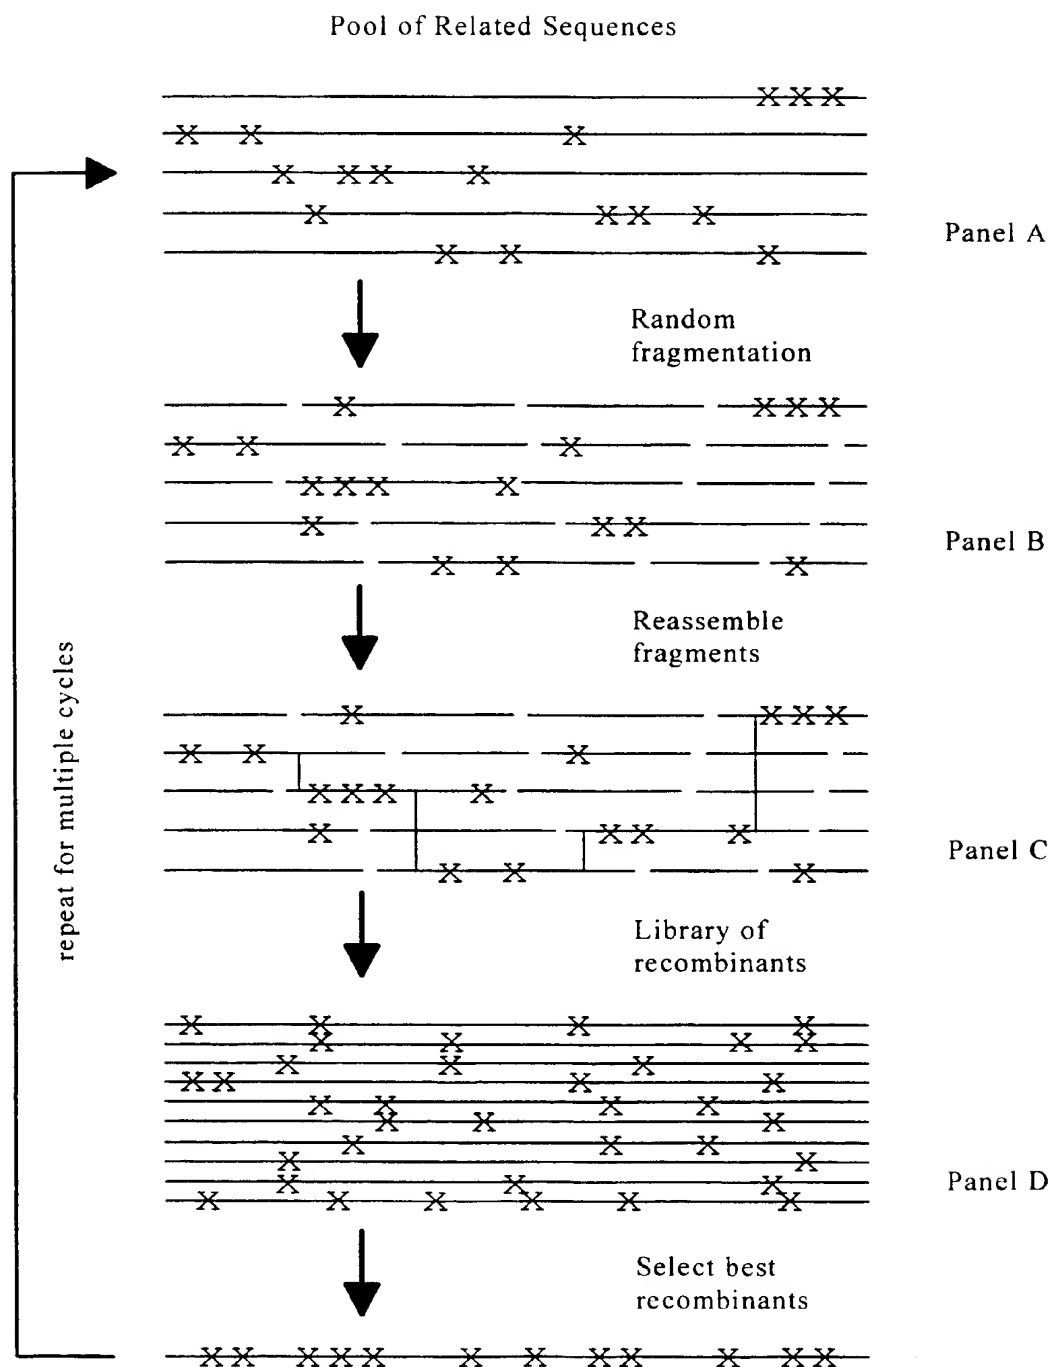 Pool of Related Sequences
Panel A
Random
fragmentation
Panel B
Reassemble
fragments
repeat for multiple cycles
Panel C
Library of
recombinants
Panel D
Select best
recombinants